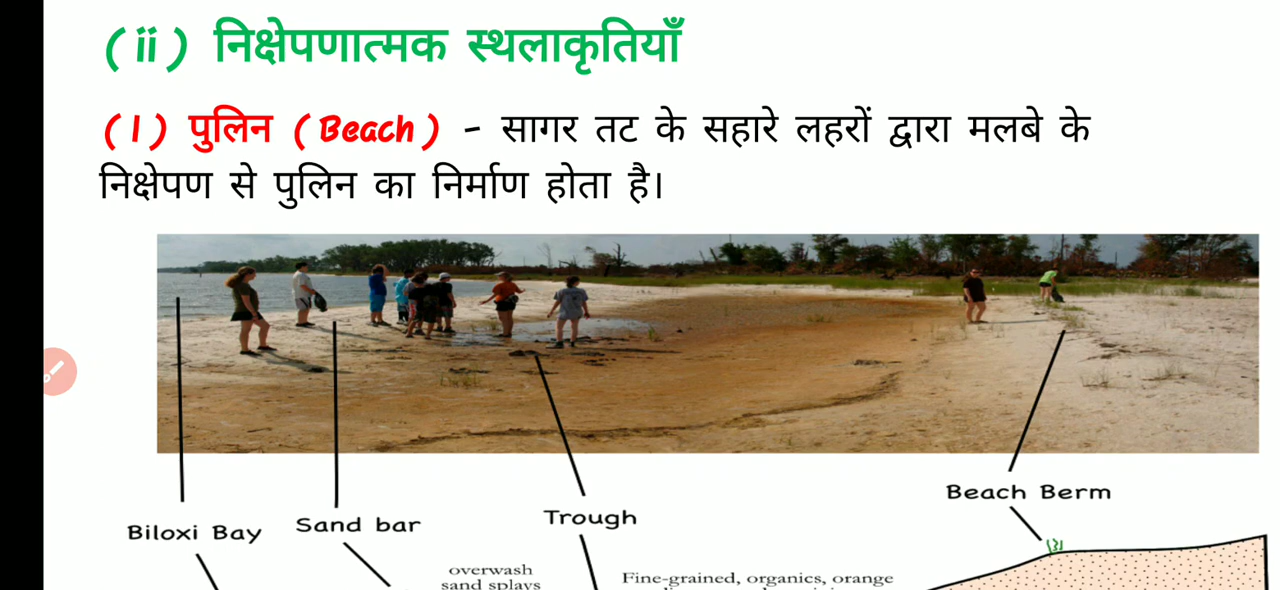 (ii) निक्षेपणात्मक स्थलाकृतियाँ
(1) पुलिन (Beach) - सागर तट के सहारे लहरों द्वारा मलबे के
निक्षेपण से पुलिन का निर्माण होता है।
Beach Berm
Biloxi Bay Sand bar Trough
overwash
sand splays Fine-grained, organics, orange